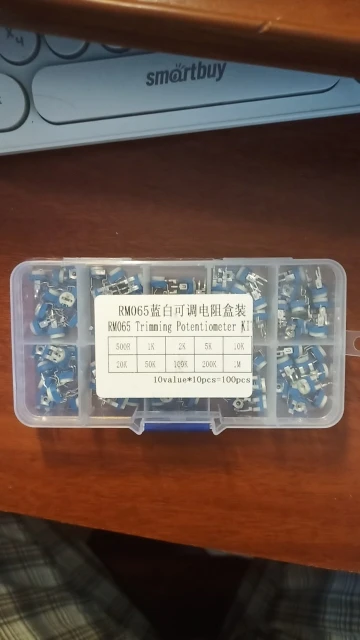 smartbuy
RM065蓝白可调电阻盒装
RM065 Trimming Potentiometer KI
500R 1K 2K 5K 10K
20K 50K 100K 200K 1M
10value*10pcs=100pcs